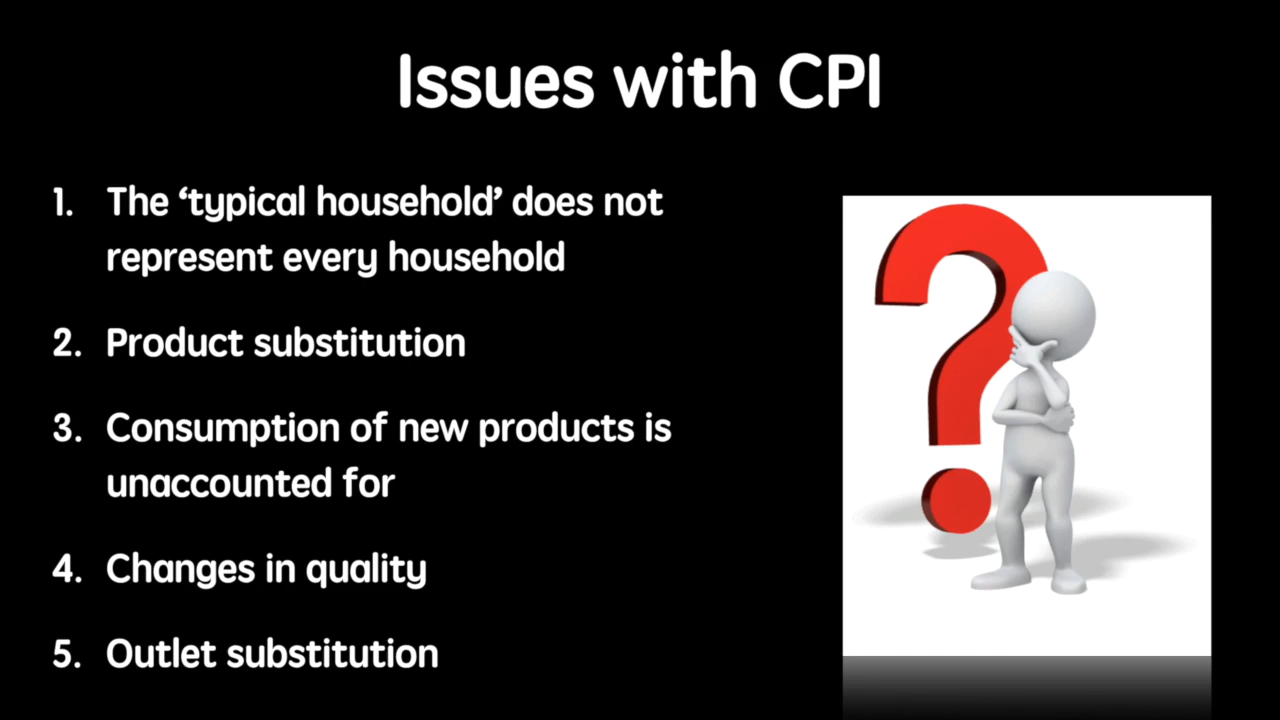 Issues with CPI
1. The ‘typical household’ does not
represent every household
2. Product substitution
3. Consumption of new products is
unaccounted for
4. Changes in quality
5. Outlet substitution